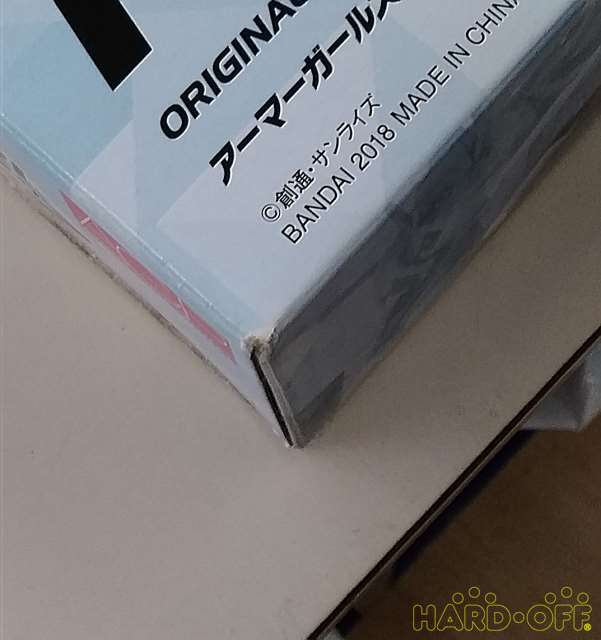 ORIGINA
アーマーガールズ
©創通・サンライズ
BANDAI 2018 MADE IN CHINA
HARD・OFF®